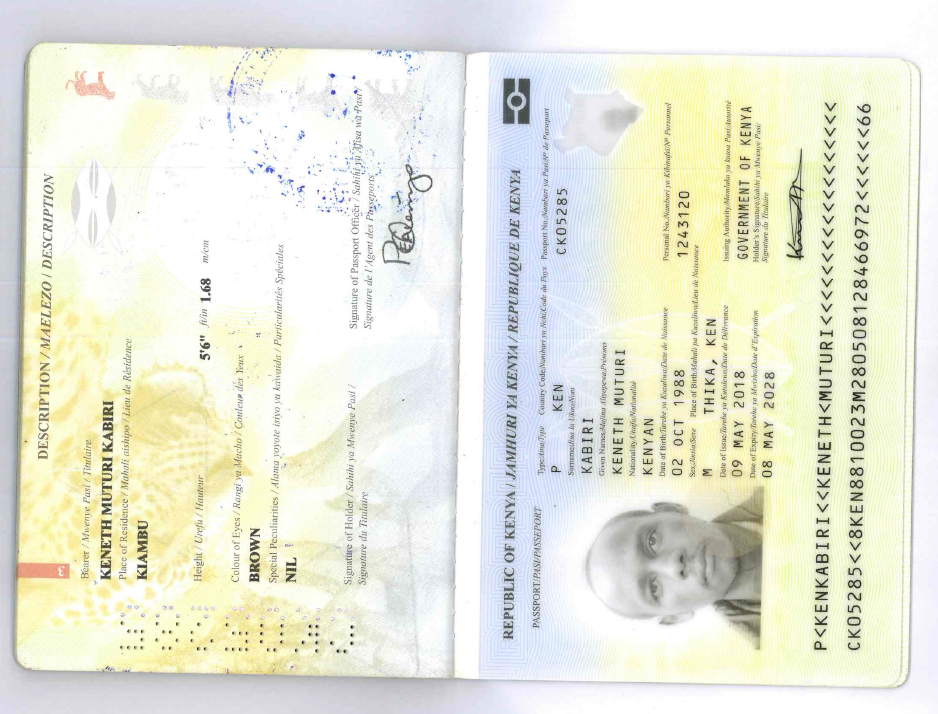 DESCRIPTION / MAELEZO / DESCRIPTION
3
Bearer / Mwenye Pasi / Titulaire
KENETH MUTURI KABIRI
Place of Residence / Mahali aishipo / Lieu de Résidence
KIAMBU
Height / Urefu / Hauteur
5'6" ft/in 1.68 m/cm
Colour of Eyes / Rangi ya Macho / Couleur des Yeux
BROWN
Special Peculiarities / Alama yoyote isiyo ya kawaida / Particularités Spéciales
NIL
Signature of Holder / Sahihi ya Mwenye Pasi /
Signature du Titulaire
Signature of Passport Officer / Sahihi ya Afisa wa Pasi /
Signature de l'Agent des Passeports
REPUBLIC OF KENYA / JAMHURI YA KENYA / REPUBLIQUE DE KENYA
PASSPORT/PASI/PASSEPORT
Type/Aina/Type Country Code/Nambari ya Nchi/Code du Pays Passport No./Nambari ya Pasi/Nº de Passeport
P KEN CK05285
Surname/Jina la Ukoo/Nom
KABIRI
Given Names/Majina Aliyopewa/Prénoms
KENETH MUTURI
Nationality/Uraia/Nationalité
KENYAN
Date of Birth/Tarehe ya Kuzaliwa/Date de Naissance Personal No./Nambari ya Kibinafsi/Nº Personnel
02 OCT 1988 1243120
Sex/Jinsia/Sexe Place of Birth/Mahali pa Kuzaliwa/Lieu de Naissance
M THIKA, KEN
Date of Issue/Tarehe ya Kutolewa/Date de Délivrance Issuing Authority/Mamlaka ya kutoa Pasi/Autorité
09 MAY 2018 GOVERNMENT OF KENYA
Date of Expiry/Tarehe ya Mwisho/Date d'Expiration Holder's Signature/Sahihi ya Mwenye Pasi/
Signature du Titulaire
08 MAY 2028
P<KENKABIRI<<KENETH<MUTURI<<<<<<<<<<<<<<<<<<
CK05285<<8KEN8810023M2805081284466972<<<<<66